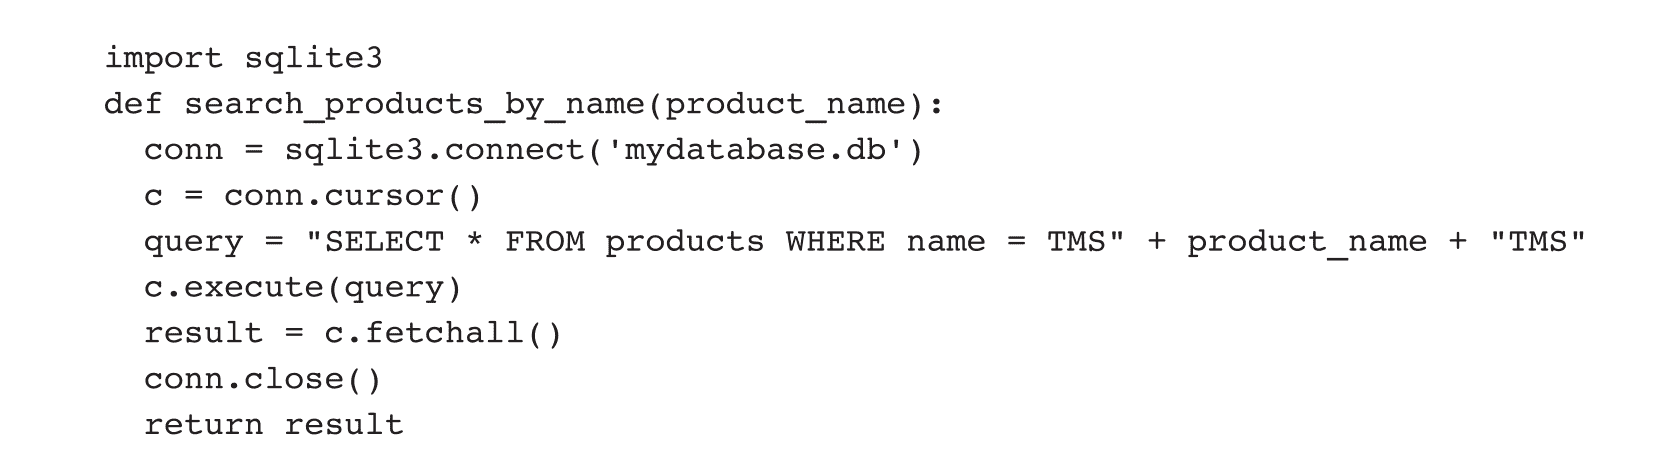 import sqlite3
def search_products_by_name(product_name):
  conn = sqlite3.connect('mydatabase.db')
  c = conn.cursor()
  query = "SELECT * FROM products WHERE name = TMS" + product_name + "TMS"
  c.execute(query)
  result = c.fetchall()
  conn.close()
  return result